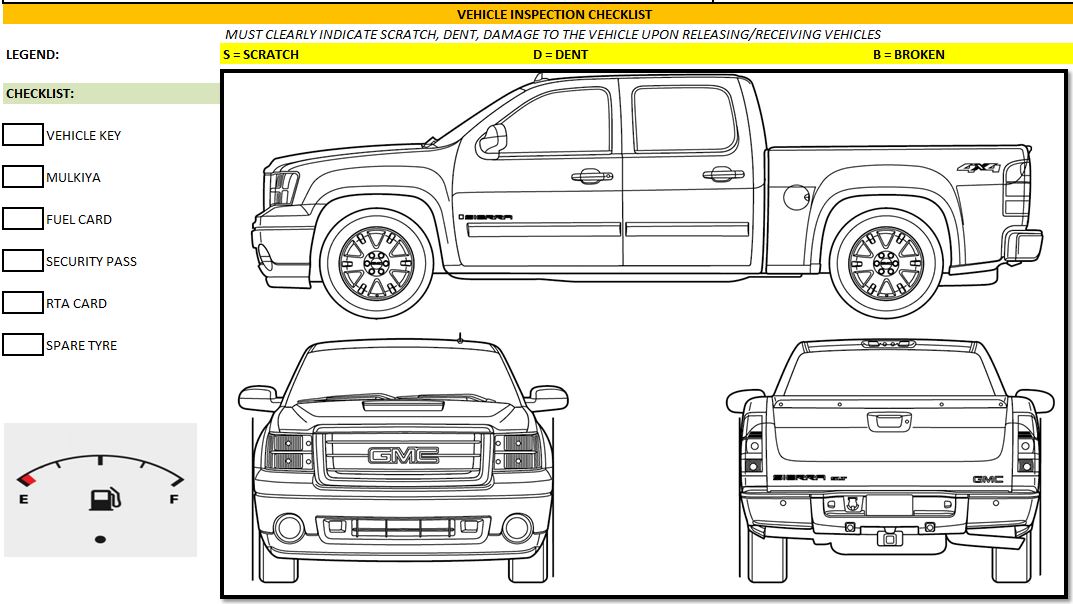 VEHICLE INSPECTION CHECKLIST
MUST CLEARLY INDICATE SCRATCH, DENT, DAMAGE TO THE VEHICLE UPON RELEASING/RECEIVING VEHICLES
LEGEND: S = SCRATCH D = DENT B = BROKEN
CHECKLIST:
VEHICLE KEY
MULKIYA
FUEL CARD
SECURITY PASS
RTA CARD
SPARE TYRE
E F
4X4
SIERRA
GMC
SIERRA SLT GMC